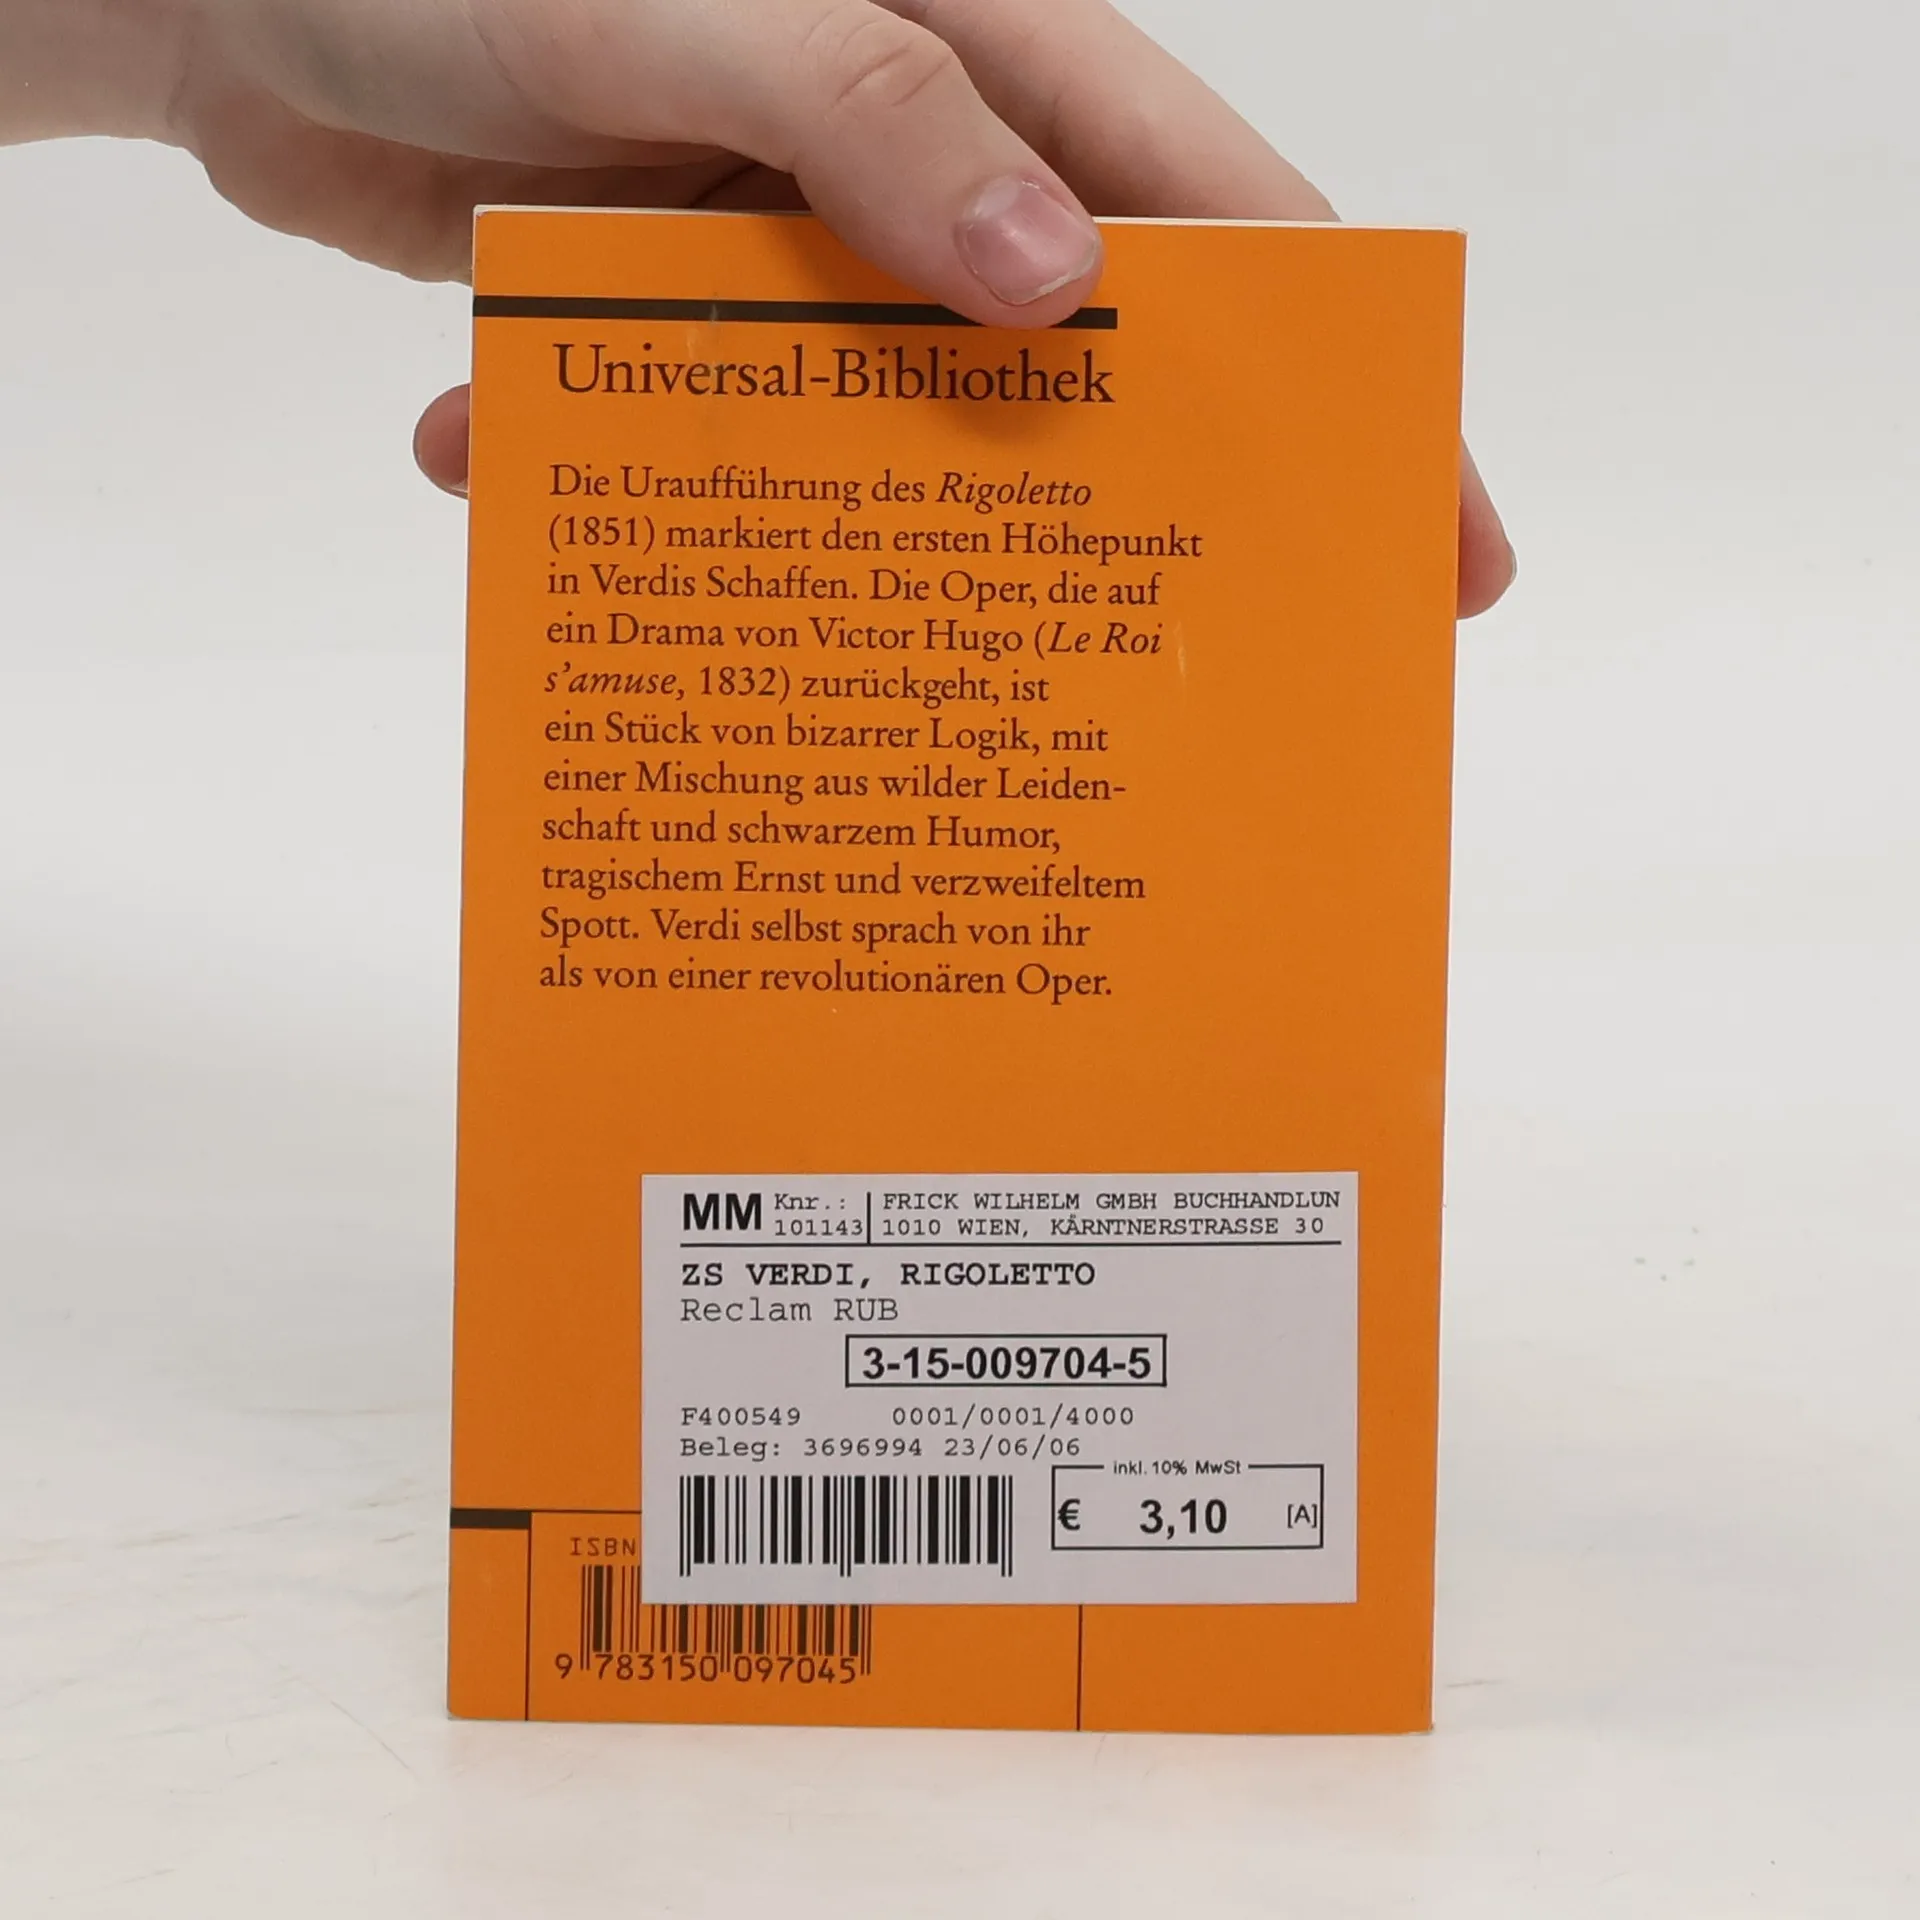 Universal-Bibliothek
Die Uraufführung des Rigoletto
(1851) markiert den ersten Höhepunkt
in Verdis Schaffen. Die Oper, die auf
ein Drama von Victor Hugo (Le Roi
s’amuse, 1832) zurückgeht, ist
ein Stück von bizarrer Logik, mit
einer Mischung aus wilder Leiden-
schaft und schwarzem Humor,
tragischem Ernst und verzweifeltem
Spott. Verdi selbst sprach von ihr
als von einer revolutionären Oper.
MM Knr.: FRICK WILHELM GMBH BUCHHANDLUN
101143 1010 WIEN, KÄRNTNERSTRASSE 30
ZS VERDI, RIGOLETTO
Reclam RUB
3-15-009704-5
F400549 0001/0001/4000
Beleg: 3696994 23/06/06
inkl. 10% MwSt
€ 3,10 [A]
ISBN
9 783150 097045